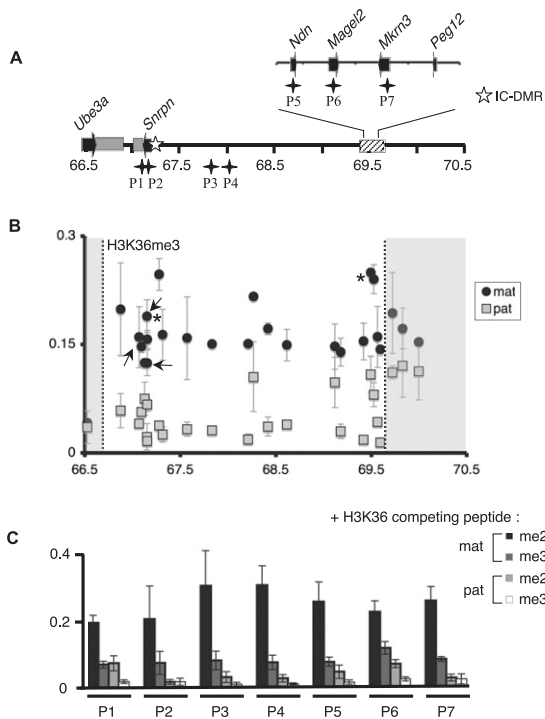 A
Ndn Magel2 Mkrn3 Peg12
P5 P6 P7
IC-DMR
Ube3a Snrpn
66.5 67.5 68.5 69.5 70.5
P1 P2 P3 P4
B
0.3
H3K36me3
*
*
mat
pat
0.15
0
66.5 67.5 68.5 69.5 70.5
+ H3K36 competing peptide :
C
mat me2
me3
pat me2
me3
0.4
0.2
0
P1 P2 P3 P4 P5 P6 P7